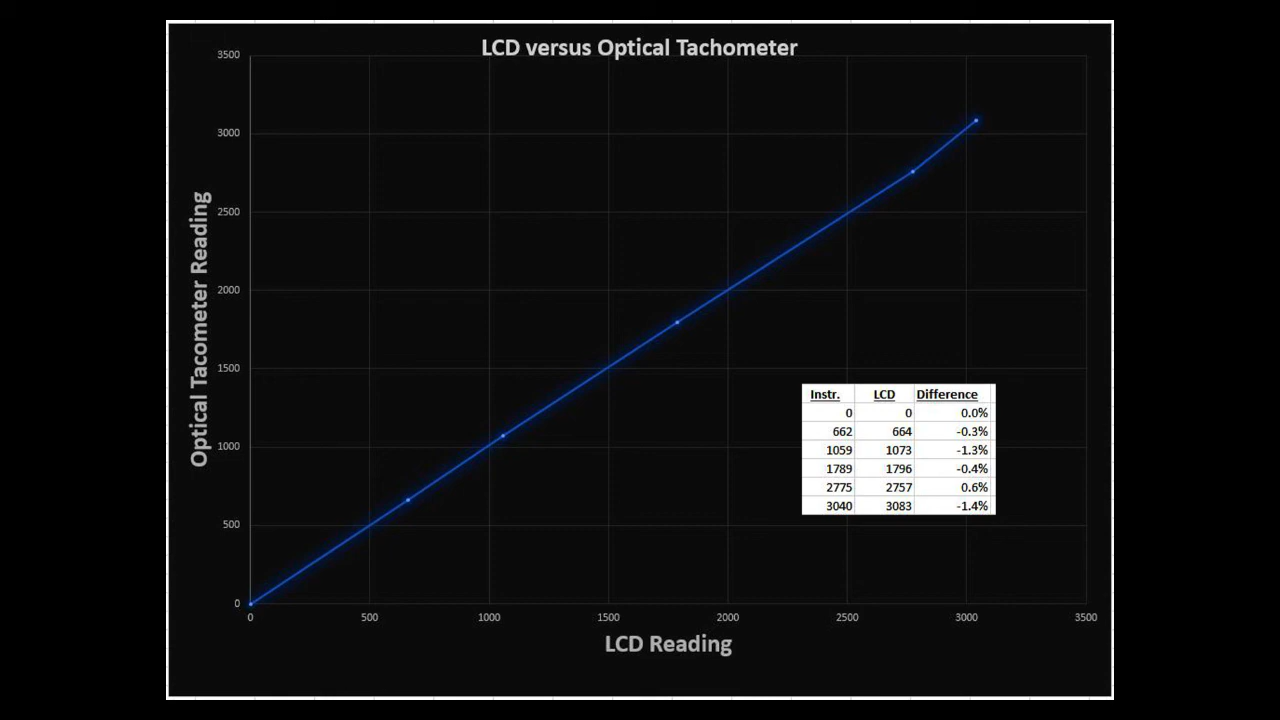 LCD versus Optical Tachometer
Optical Tacometer Reading
3500
3000
2500
2000
1500
1000
500
0
0 500 1000 1500 2000 2500 3000 3500
LCD Reading
Instr. LCD Difference
0 0 0.0%
662 664 -0.3%
1059 1073 -1.3%
1789 1796 -0.4%
2775 2757 0.6%
3040 3083 -1.4%